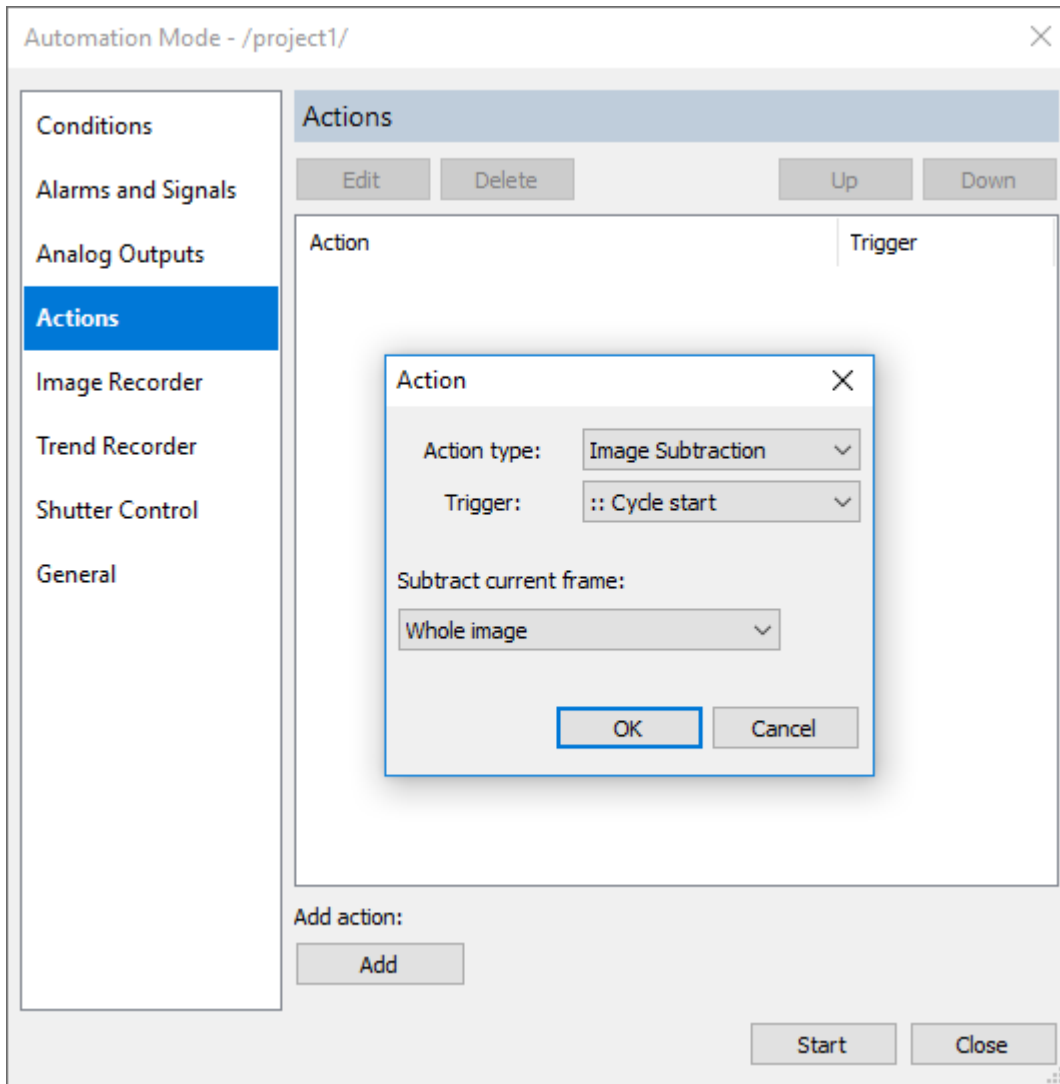 Automation Mode - /project1/
Conditions
Alarms and Signals
Analog Outputs
Actions
Image Recorder
Trend Recorder
Shutter Control
General
Actions
Edit Delete Up Down
Action Trigger
Action
Action type: Image Subtraction
Trigger: :: Cycle start
Subtract current frame:
Whole image
OK Cancel
Add action:
Add
Start Close